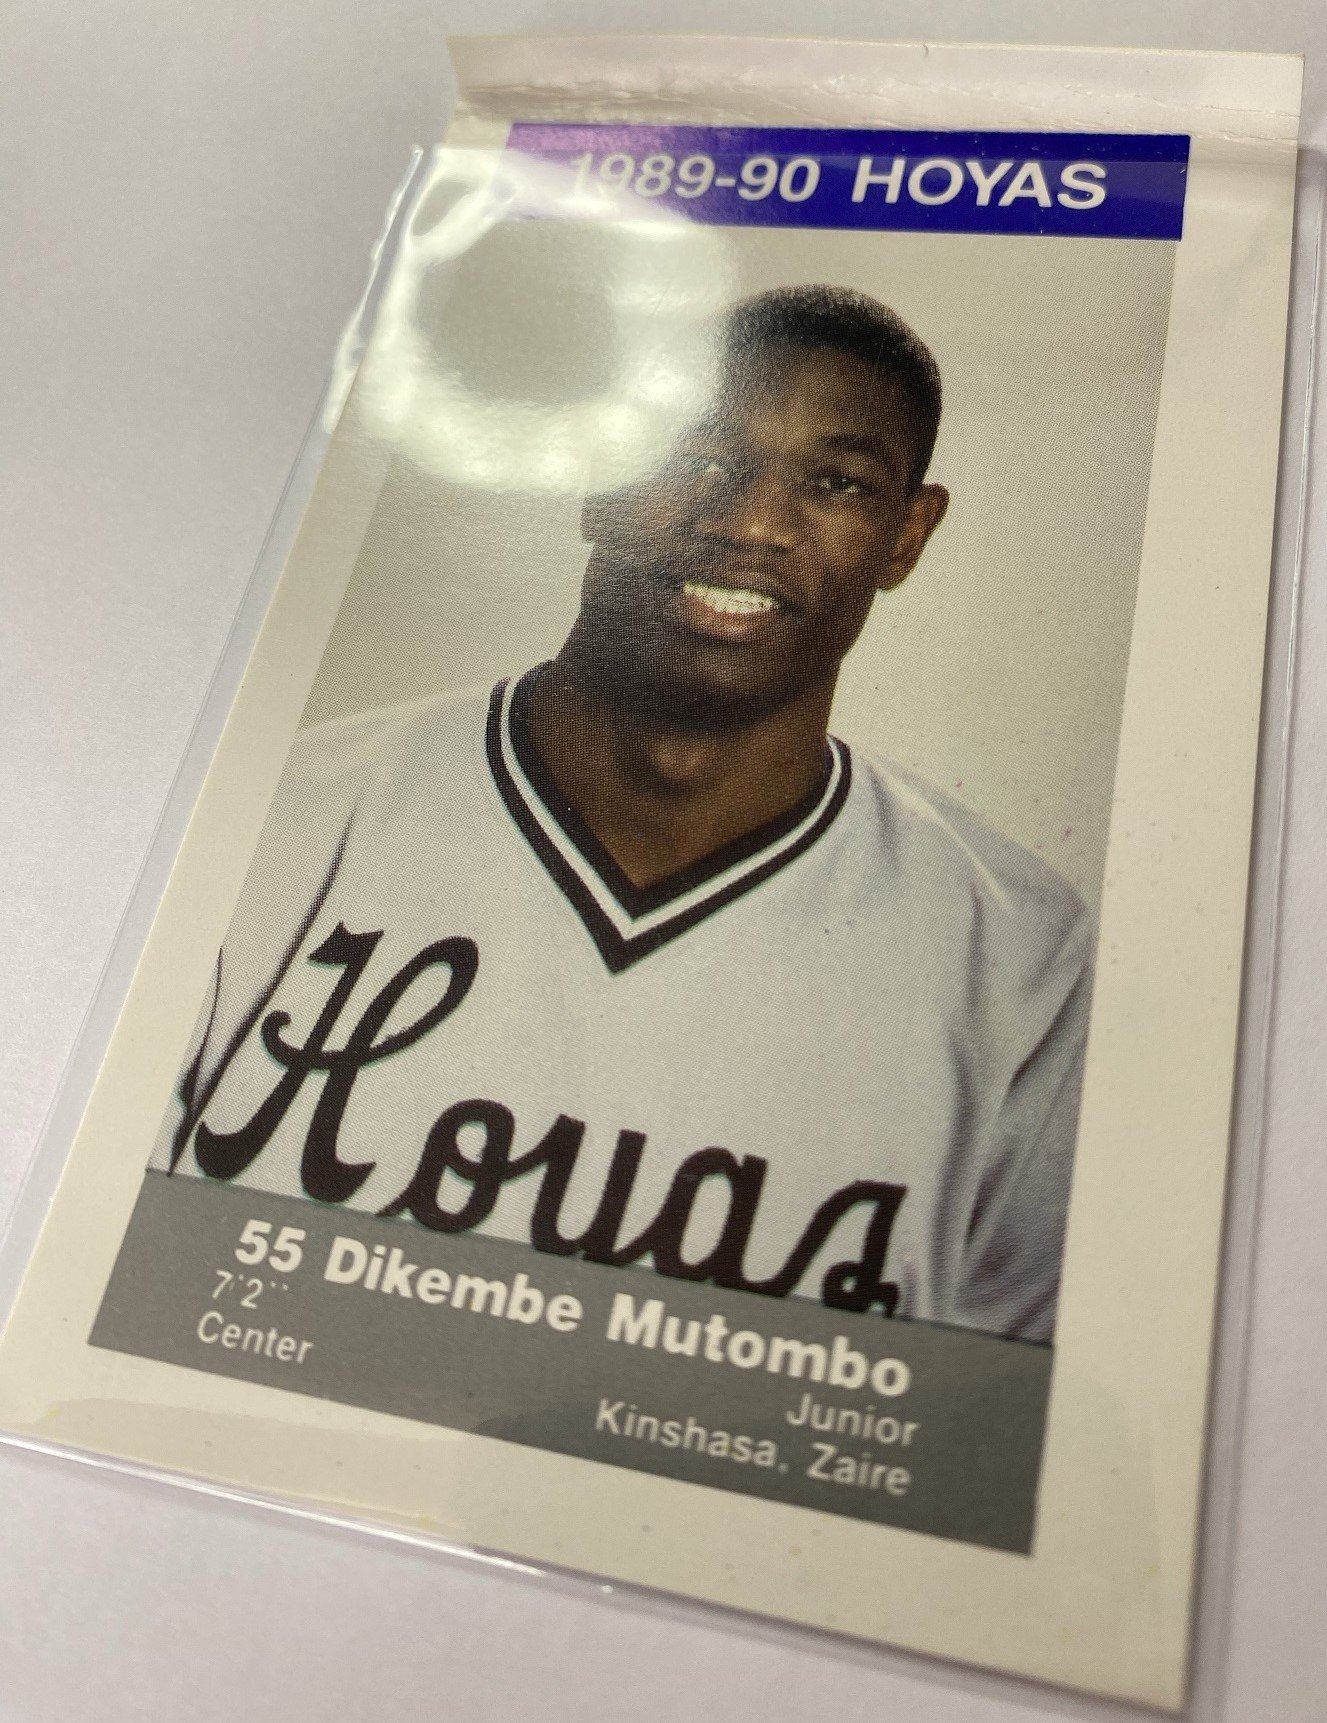 1989-90 HOYAS
Hoyas
55 Dikembe Mutombo
7'2''
Center
Junior
Kinshasa, Zaire